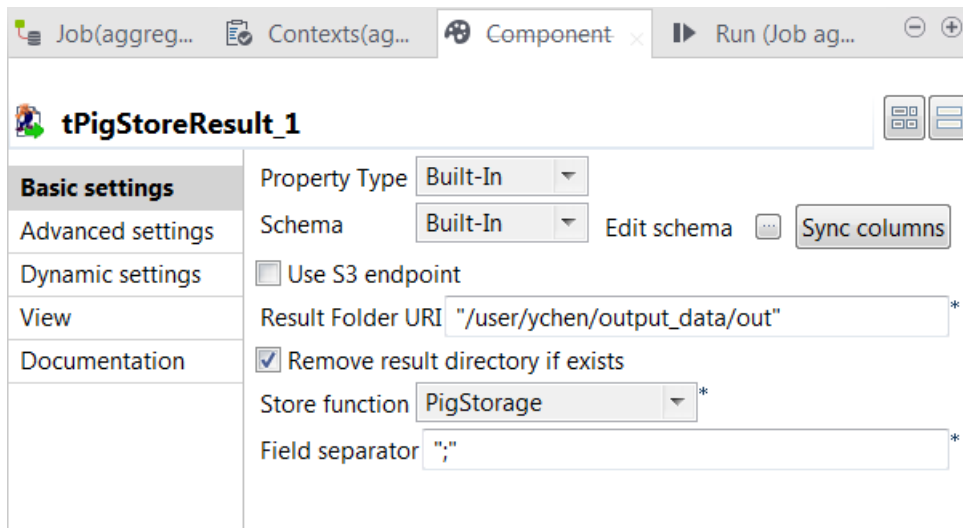 Job(aggreg... Contexts(ag... Component Run (Job ag...
tPigStoreResult_1
Basic settings
Advanced settings
Dynamic settings
View
Documentation
Property Type Built-In
Schema Built-In Edit schema ... Sync columns
Use S3 endpoint
Result Folder URI "/user/ychen/output_data/out" *
Remove result directory if exists
Store function PigStorage *
Field separator ";" *